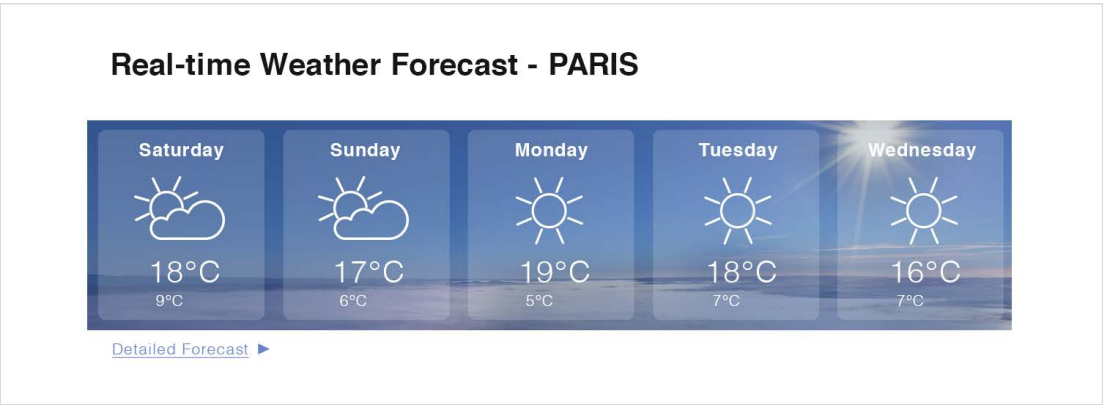 Real-time Weather Forecast - PARIS
Saturday
18°C
9°C
Sunday
17°C
6°C
Monday
19°C
5°C
Tuesday
18°C
7°C
Wednesday
16°C
7°C
Detailed Forecast ►